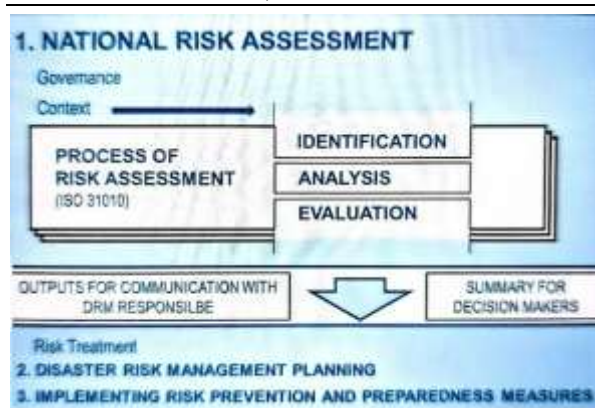 1. NATIONAL RISK ASSESSMENT
Governance
Context
PROCESS OF
RISK ASSESSMENT
(ISO 31010)
IDENTIFICATION
ANALYSIS
EVALUATION
OUTPUTS FOR COMMUNICATION WITH
DRM RESPONSILBE
SUMMARY FOR
DECISION MAKERS
Risk Treatment
2. DISASTER RISK MANAGEMENT PLANNING
3. IMPLEMENTING RISK PREVENTION AND PREPAREDNESS MEASURES